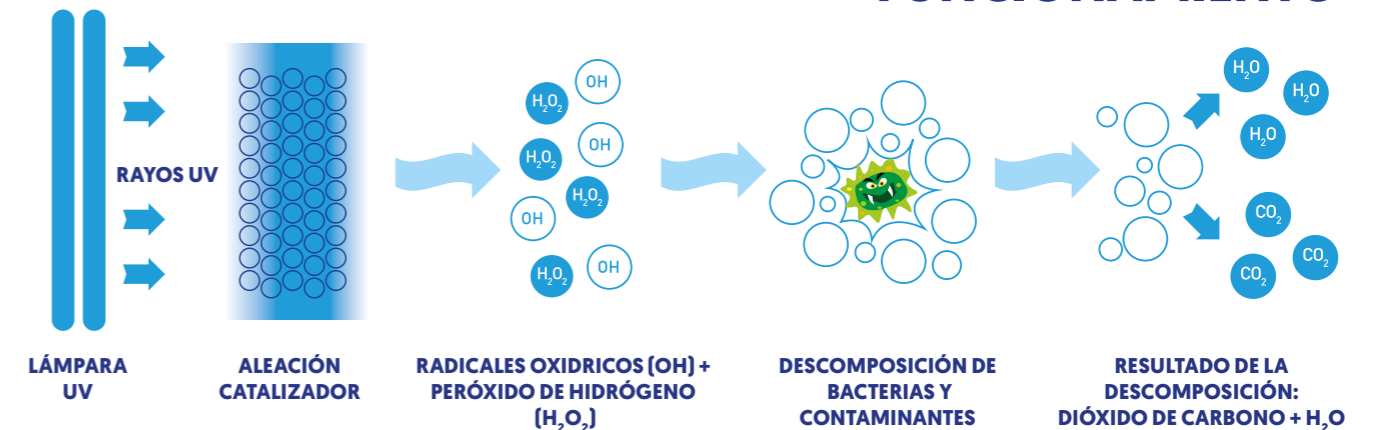 FUNCIONAMIENTO
RAYOS UV
H₂O₂
OH
H₂O₂
OH
H₂O₂
OH
H₂O₂
OH
H₂O
H₂O
H₂O
CO₂
CO₂
CO₂
LÁMPARA
UV
ALEACIÓN
CATALIZADOR
RADICALES OXIDRICOS (OH) +
PERÓXIDO DE HIDRÓGENO
(H₂O₂)
DESCOMPOSICIÓN DE
BACTERIAS Y
CONTAMINANTES
RESULTADO DE LA
DESCOMPOSICIÓN:
DIÓXIDO DE CARBONO + H₂O